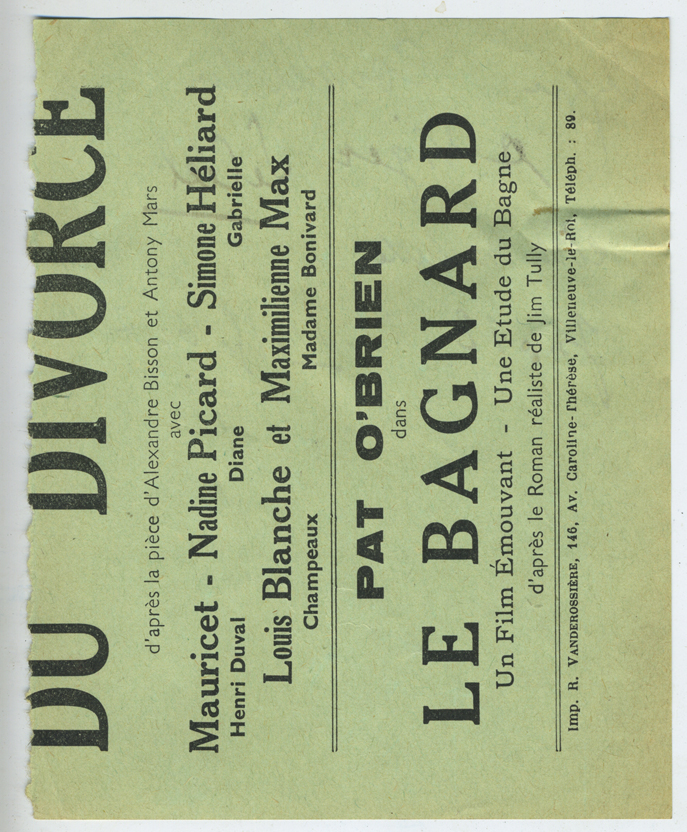 DU DIVORCE
d'après la pièce d'Alexandre Bisson et Antony Mars
avec
Mauricet - Nadine Picard - Simone Héliard
Henri Duval Diane Gabrielle
Louis Blanche et Maximilienne Max
Champeaux Madame Bonivard
PAT O'BRIEN
dans
LE BAGNARD
Un Film Émouvant - Une Etude du Bagne
d'après le Roman réaliste de Jim Tully
Imp. R. VANDEROSSIÈRE, 146, Av. Caroline-Thérèse, Villeneuve-le-Roi, Téléph. : 89.